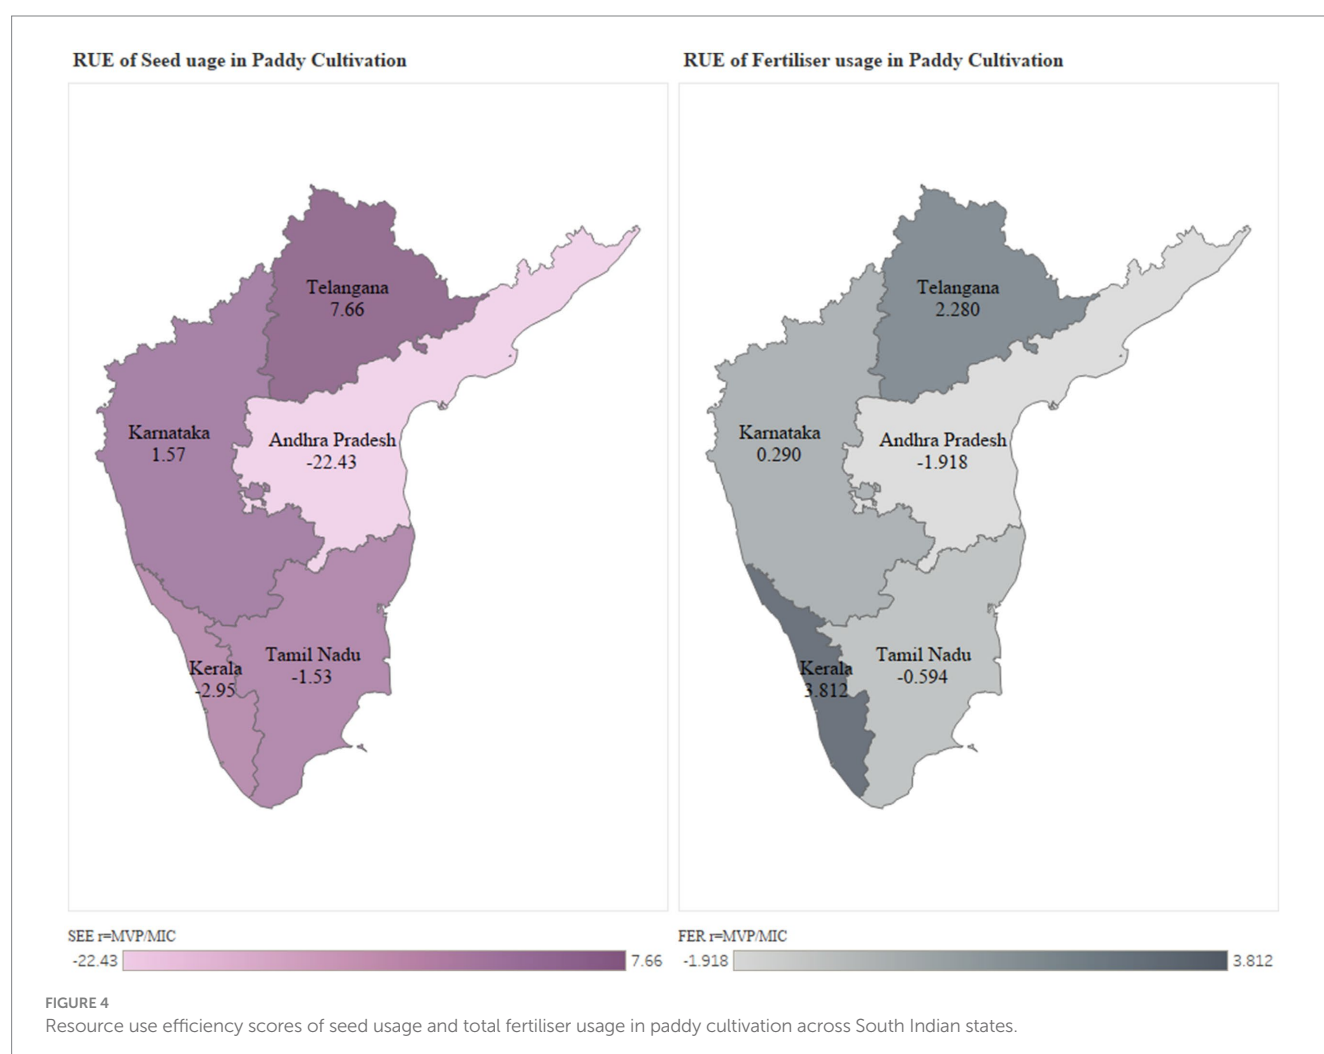 RUE of Seed uage in Paddy Cultivation
Telangana
7.66
Karnataka
1.57
Andhra Pradesh
-22.43
Kerala
-2.95
Tamil Nadu
-1.53
SEE r=MVP/MIC
-22.43
7.66
RUE of Fertiliser usage in Paddy Cultivation
Telangana
2.280
Karnataka
0.290
Andhra Pradesh
-1.918
Kerala
3.812
Tamil Nadu
-0.594
FER r=MVP/MIC
-1.918
3.812
FIGURE 4
Resource use efficiency scores of seed usage and total fertiliser usage in paddy cultivation across South Indian states.